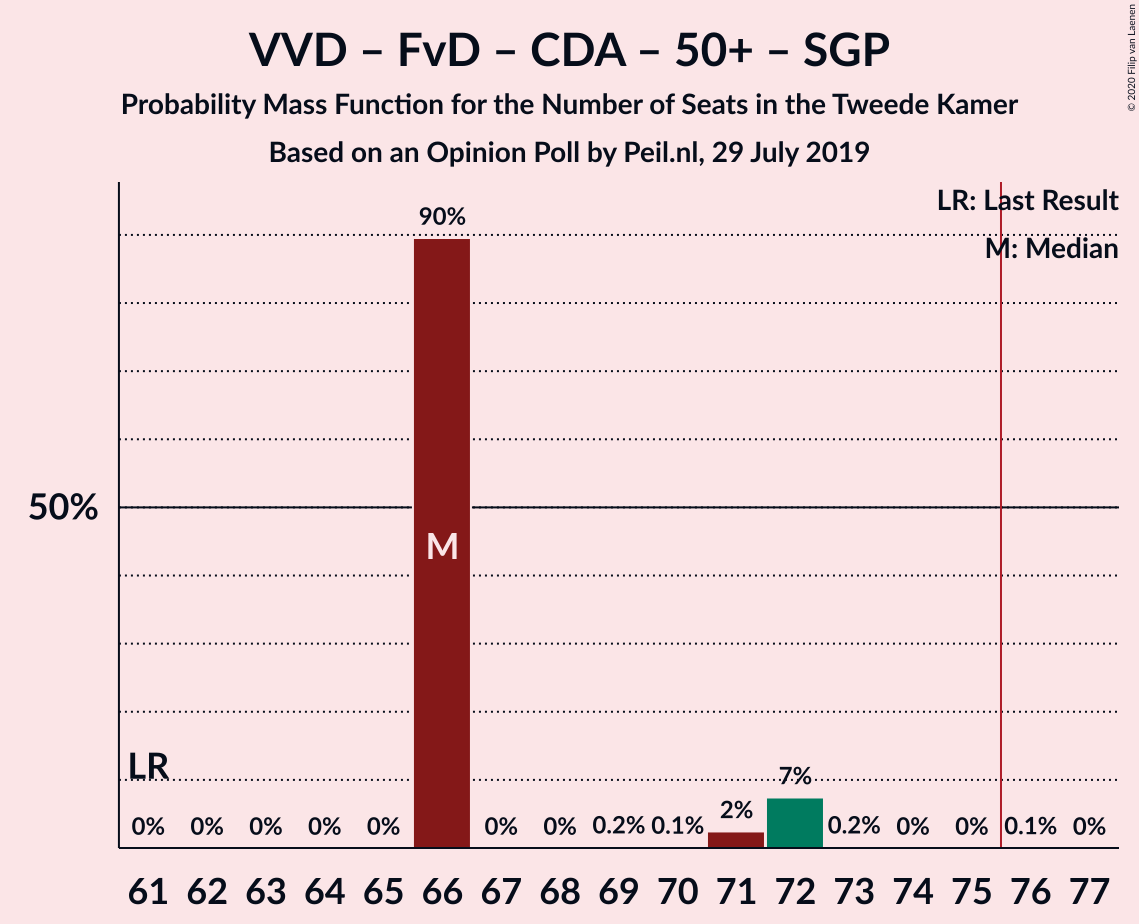 VVD – FvD – CDA – 50+ – SGP
Probability Mass Function for the Number of Seats in the Tweede Kamer
Based on an Opinion Poll by Peil.nl, 29 July 2019
© 2020 Filip van Laenen
LR: Last Result
M: Median
90%
50%
M
LR
0% 0% 0% 0% 0% 0% 0% 0.2% 0.1% 2% 7% 0.2% 0% 0% 0.1% 0%
61 62 63 64 65 66 67 68 69 70 71 72 73 74 75 76 77